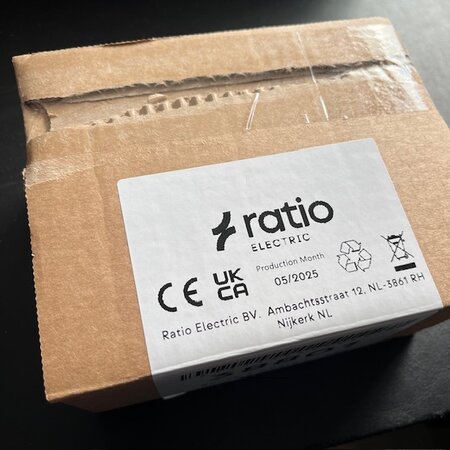 ratio
ELECTRIC
Production Month
05/2025
CE UK
CA
Ratio Electric BV. Ambachtsstraat 12, NL-3861 RH
Nijkerk NL